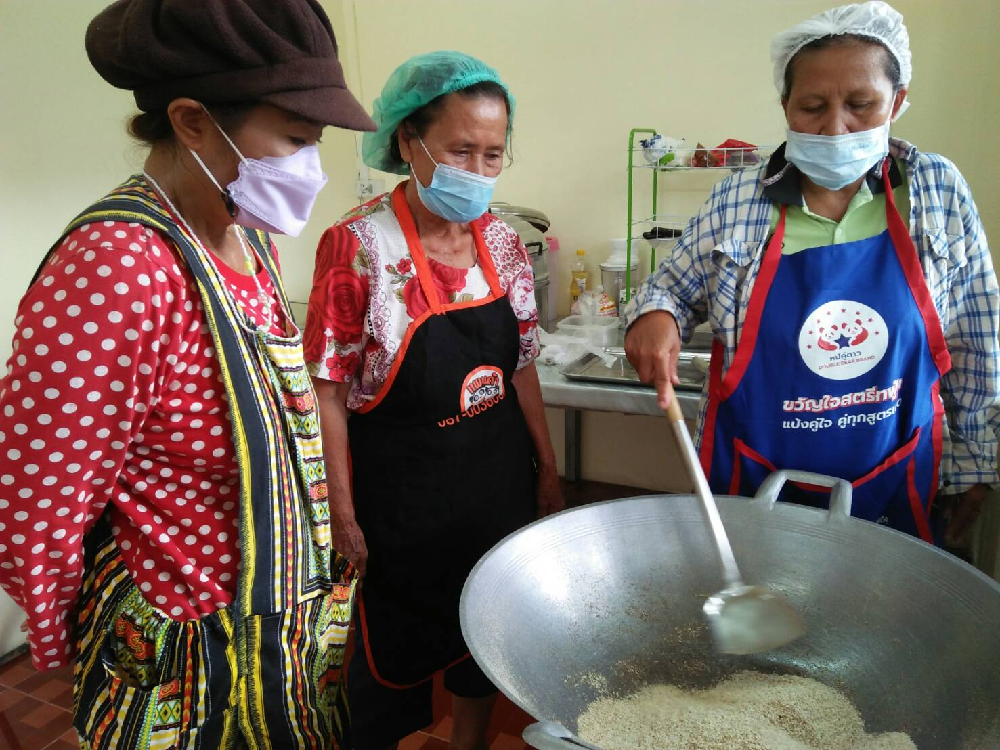 แพนด้า
หมีคู่ดาว
DOUBLE BEAR BRAND
ขวัญใจสตรีทฟู้ด
แป้งคู่ใจ คู่ทุกสูตร